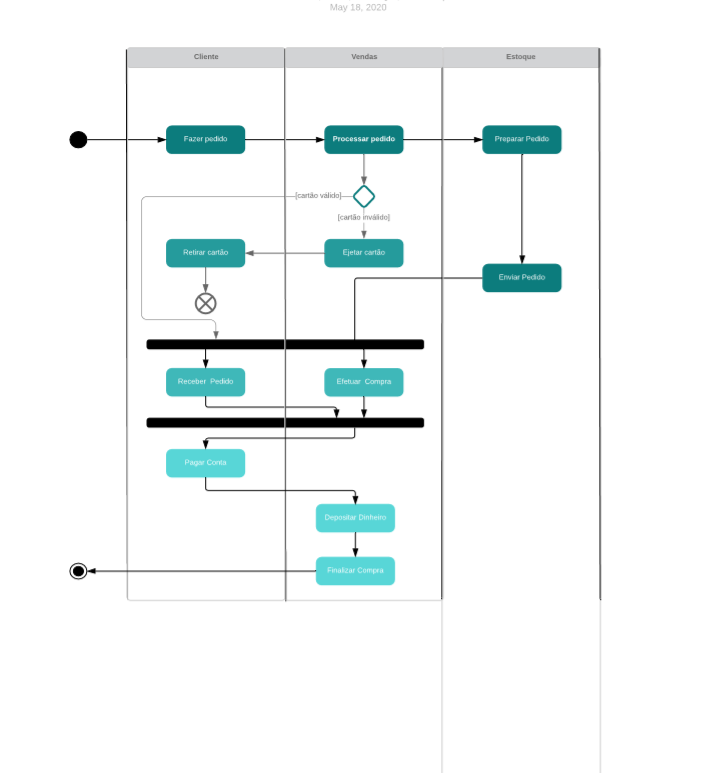 May 18, 2020
Cliente
Vendas
Estoque
Fazer pedido
Processar pedido
Preparar Pedido
[cartão válido]
[cartão inválido]
Retirar cartão
Ejetar cartão
Enviar Pedido
Receber Pedido
Efetuar Compra
Pagar Conta
Depositar Dinheiro
Finalizar Compra